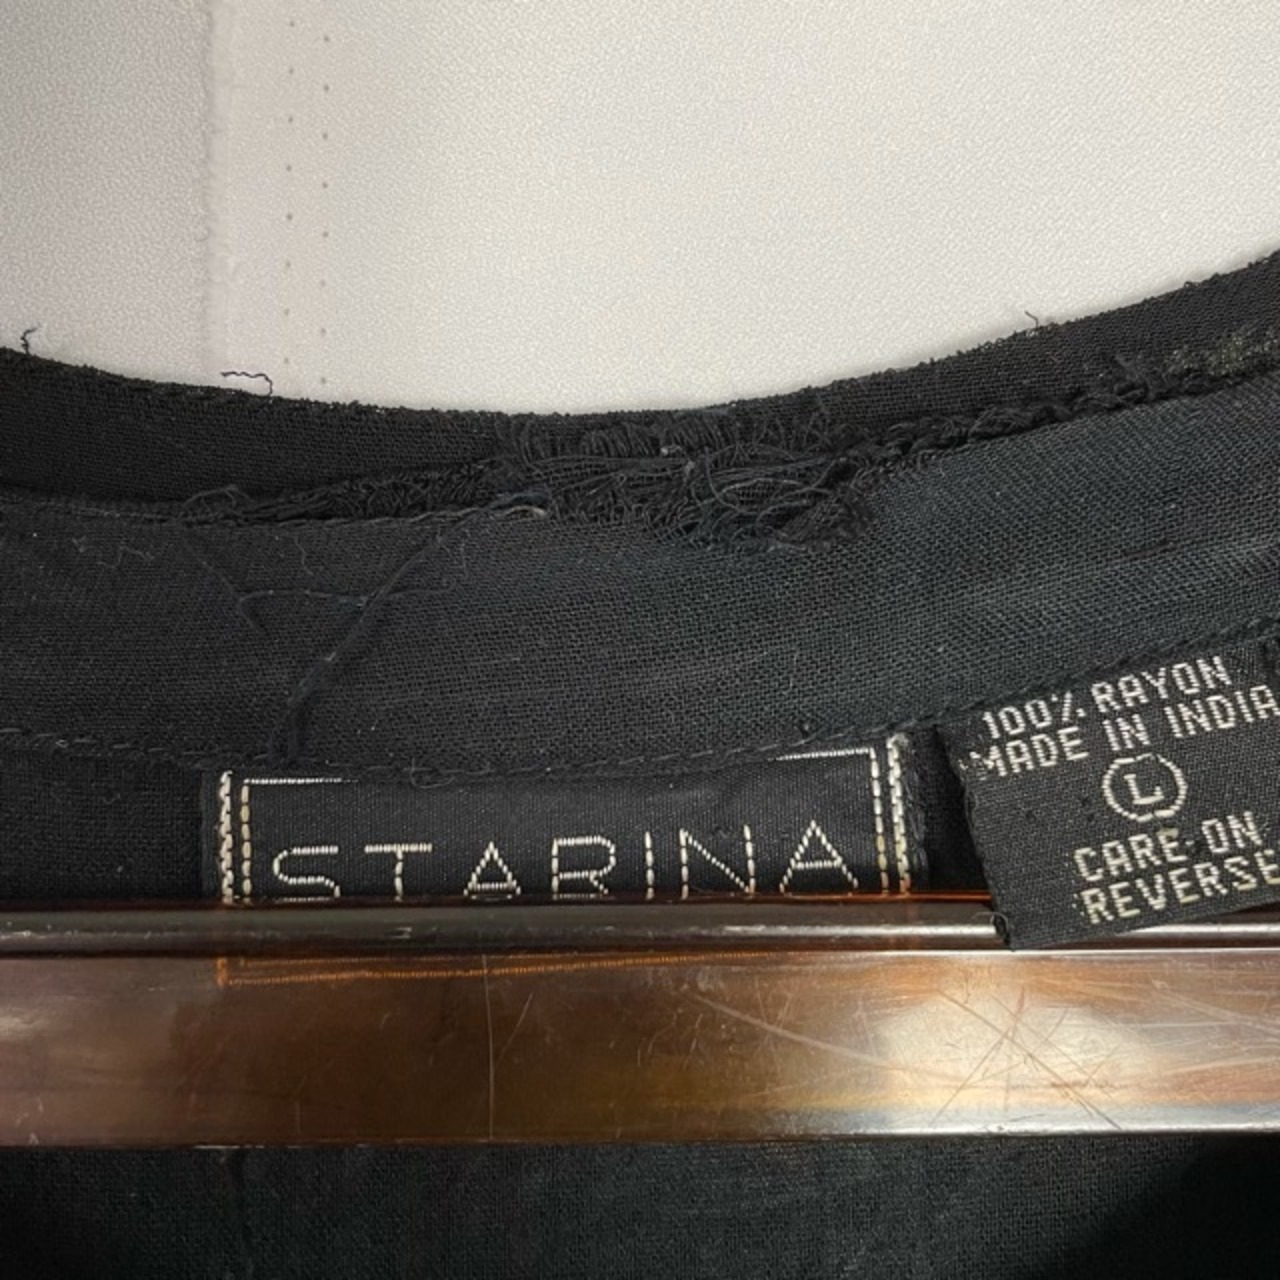 STARINA
100% RAYON
MADE IN INDIA
L
CARE ON
REVERSE